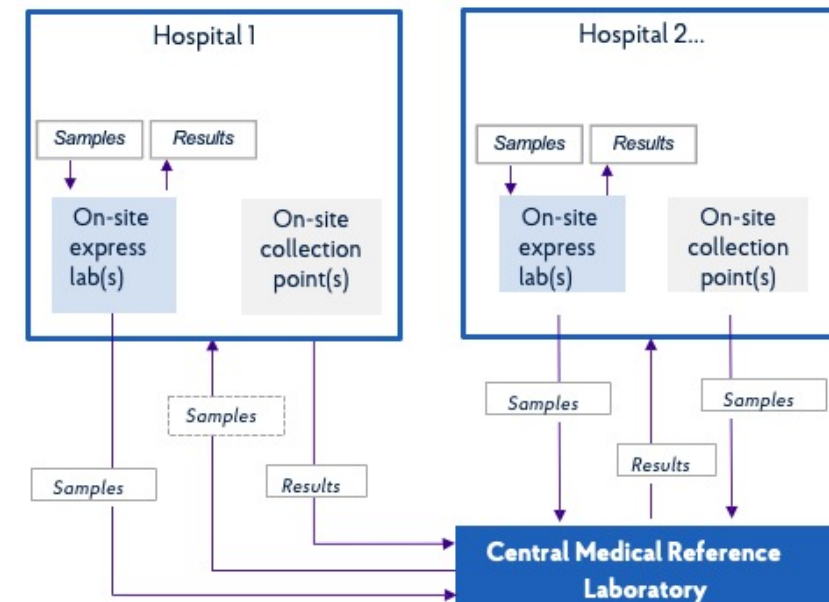 Hospital 1
Samples
Results
On-site
express
lab(s)
On-site
collection
point(s)
Samples
Samples
Results
Hospital 2...
Samples
Results
On-site
express
lab(s)
On-site
collection
point(s)
Samples
Samples
Results
Central Medical Reference
Laboratory